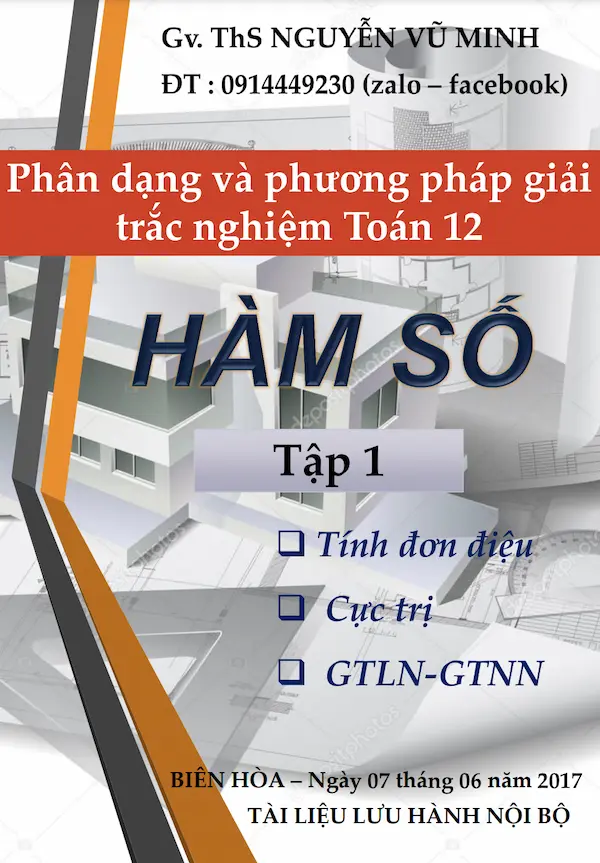 Gv. ThS NGUYỄN VŨ MINH
ĐT : 0914449230 (zalo – facebook)
Phân dạng và phương pháp giải
trắc nghiệm Toán 12
HÀM SỐ
Tập 1
❑ Tính đơn điệu
❑ Cực trị
❑ GTLN-GTNN
BIÊN HÒA – Ngày 07 tháng 06 năm 2017
TÀI LIỆU LƯU HÀNH NỘI BỘ
depositphotos
depositphotos